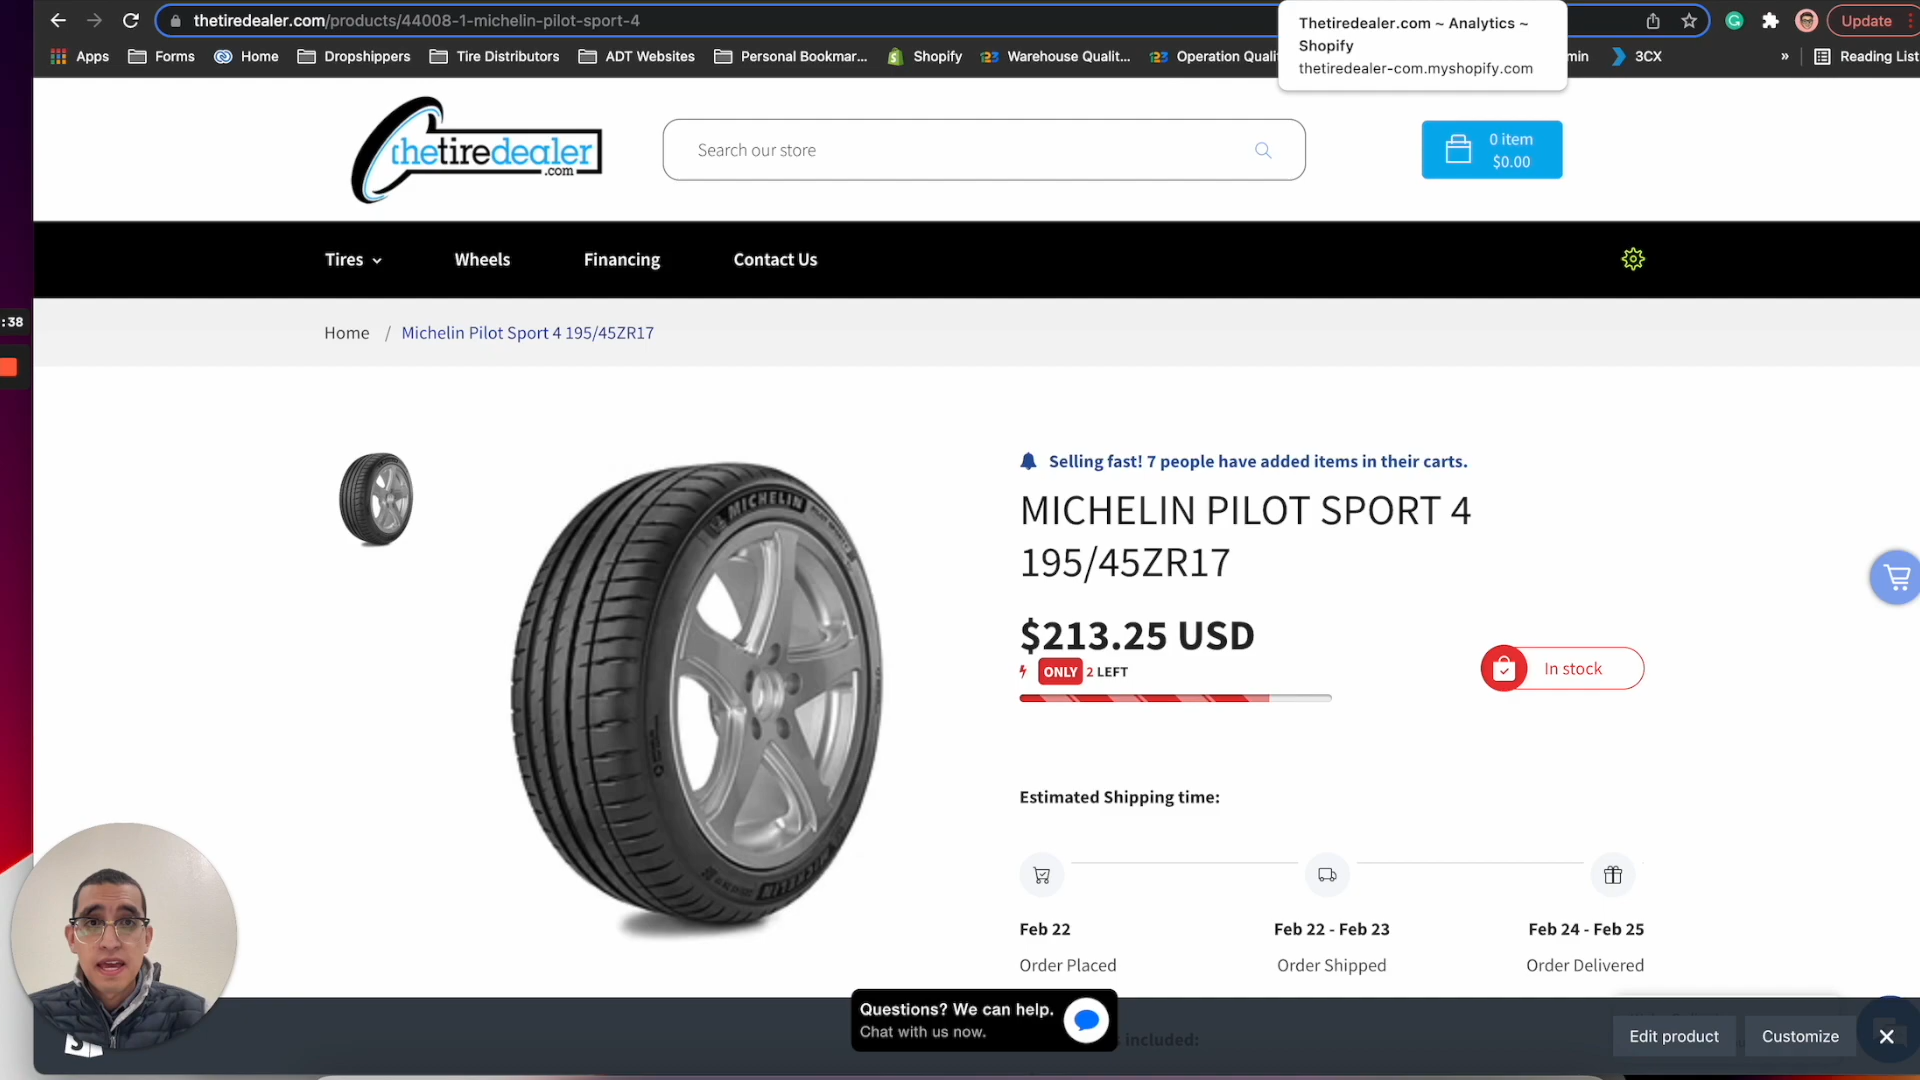 thetiredealer.com/products/44008-1-michelin-pilot-sport-4
Thetiredealer.com ~ Analytics ~
Shopify
thetiredealer-com.myshopify.com
Update
Apps
Forms
Home
Dropshippers
Tire Distributors
ADT Websites
Personal Bookmar...
Shopify
123 Warehouse Qualit...
123 Operation Quali
min
3CX
»
Reading List
thetiredealer
.com
Search our store
0 item
$0.00
Tires
Wheels
Financing
Contact Us
:38
Home / Michelin Pilot Sport 4 195/45ZR17
Selling fast! 7 people have added items in their carts.
MICHELIN PILOT SPORT 4
195/45ZR17
MICHELIN
$213.25 USD
ONLY 2 LEFT
In stock
Estimated Shipping time:
Feb 22
Feb 22 - Feb 23
Feb 24 - Feb 25
Order Placed
Order Shipped
Order Delivered
Questions? We can help.
Chat with us now.
included:
Edit product
Customize